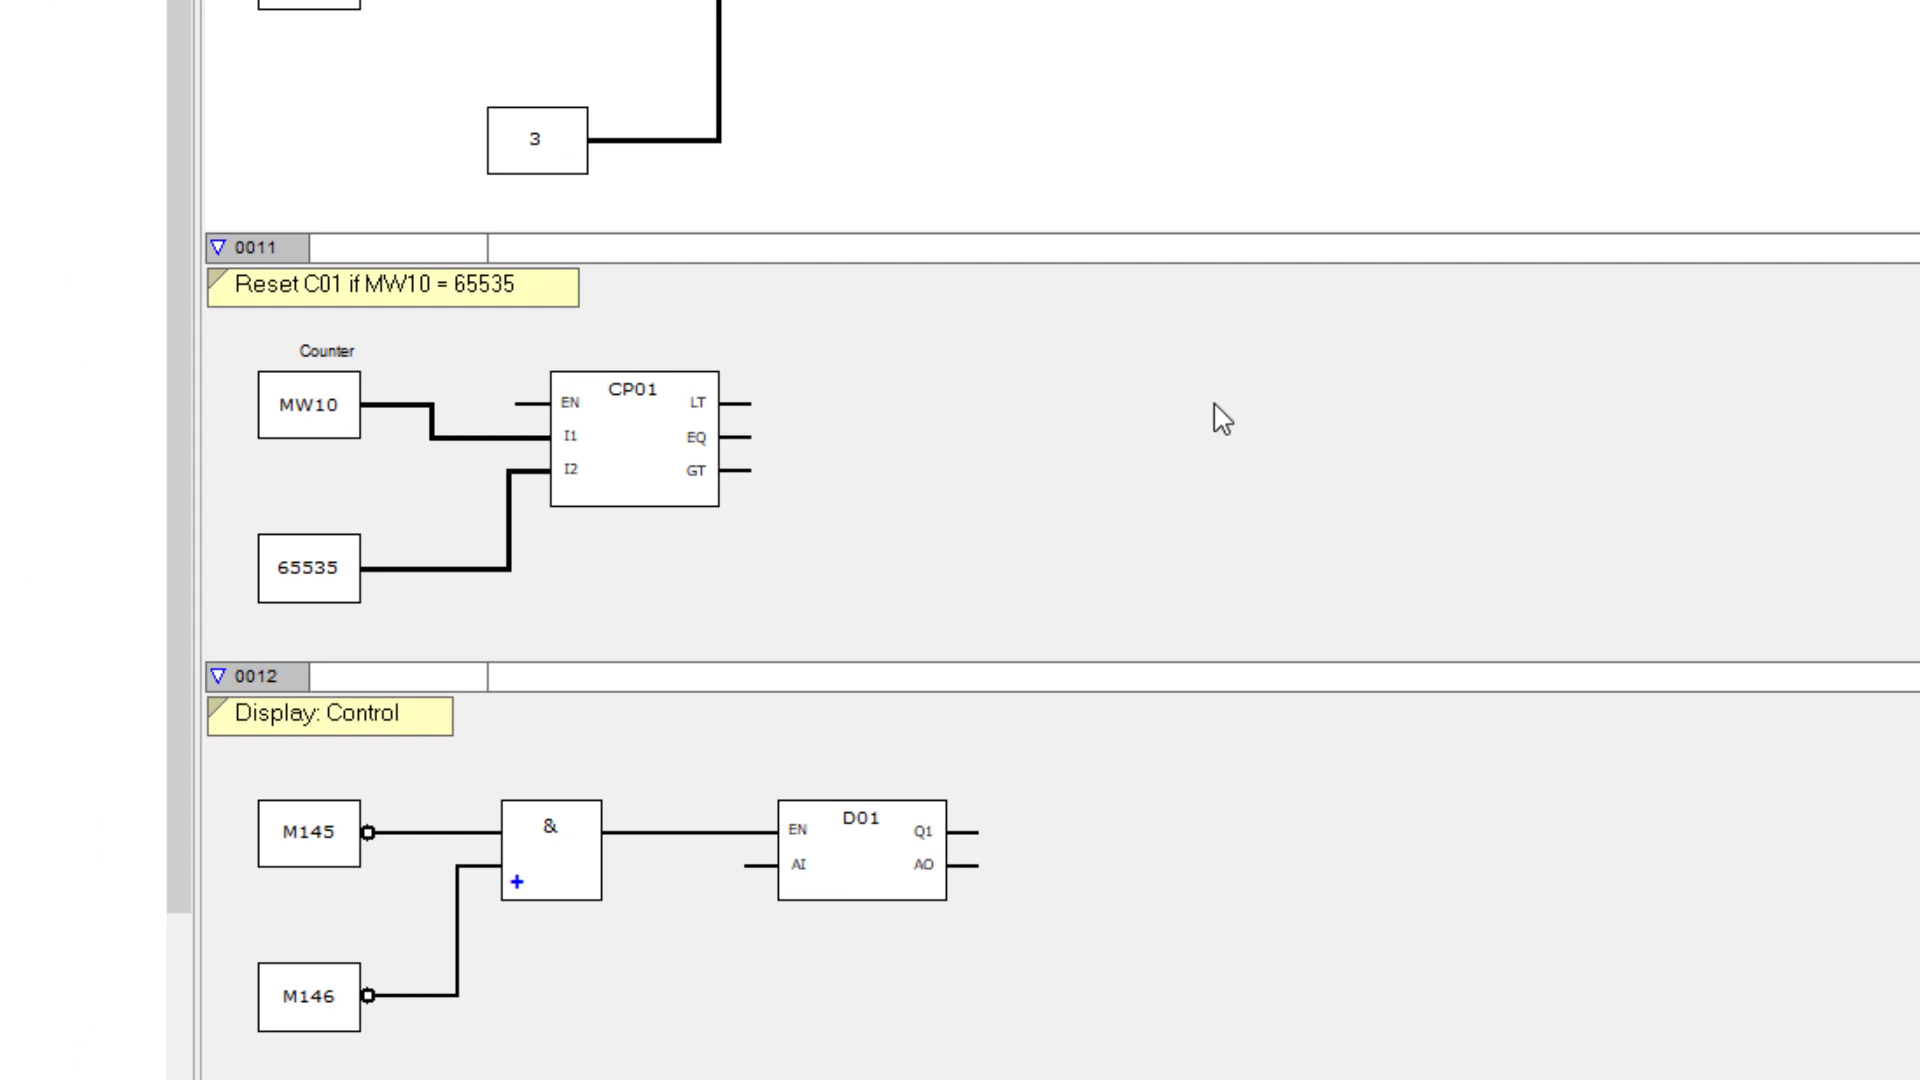 3
0011
Reset C01 if MW10 = 65535
Counter
MW10
CP01
EN
LT
I1
EQ
I2
GT
65535
0012
Display: Control
M145
&
+
D01
EN
Q1
AI
AO
M146